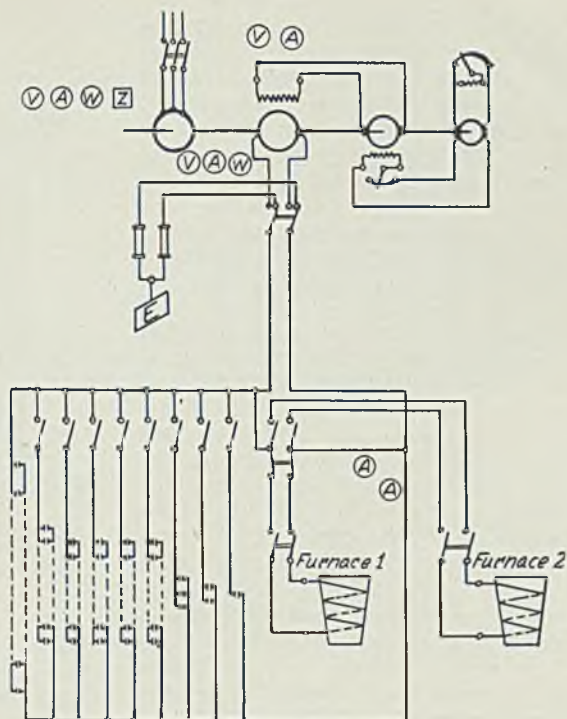 V A
V A W Z
V A W
E
A
A
Furnace 1
Furnace 2